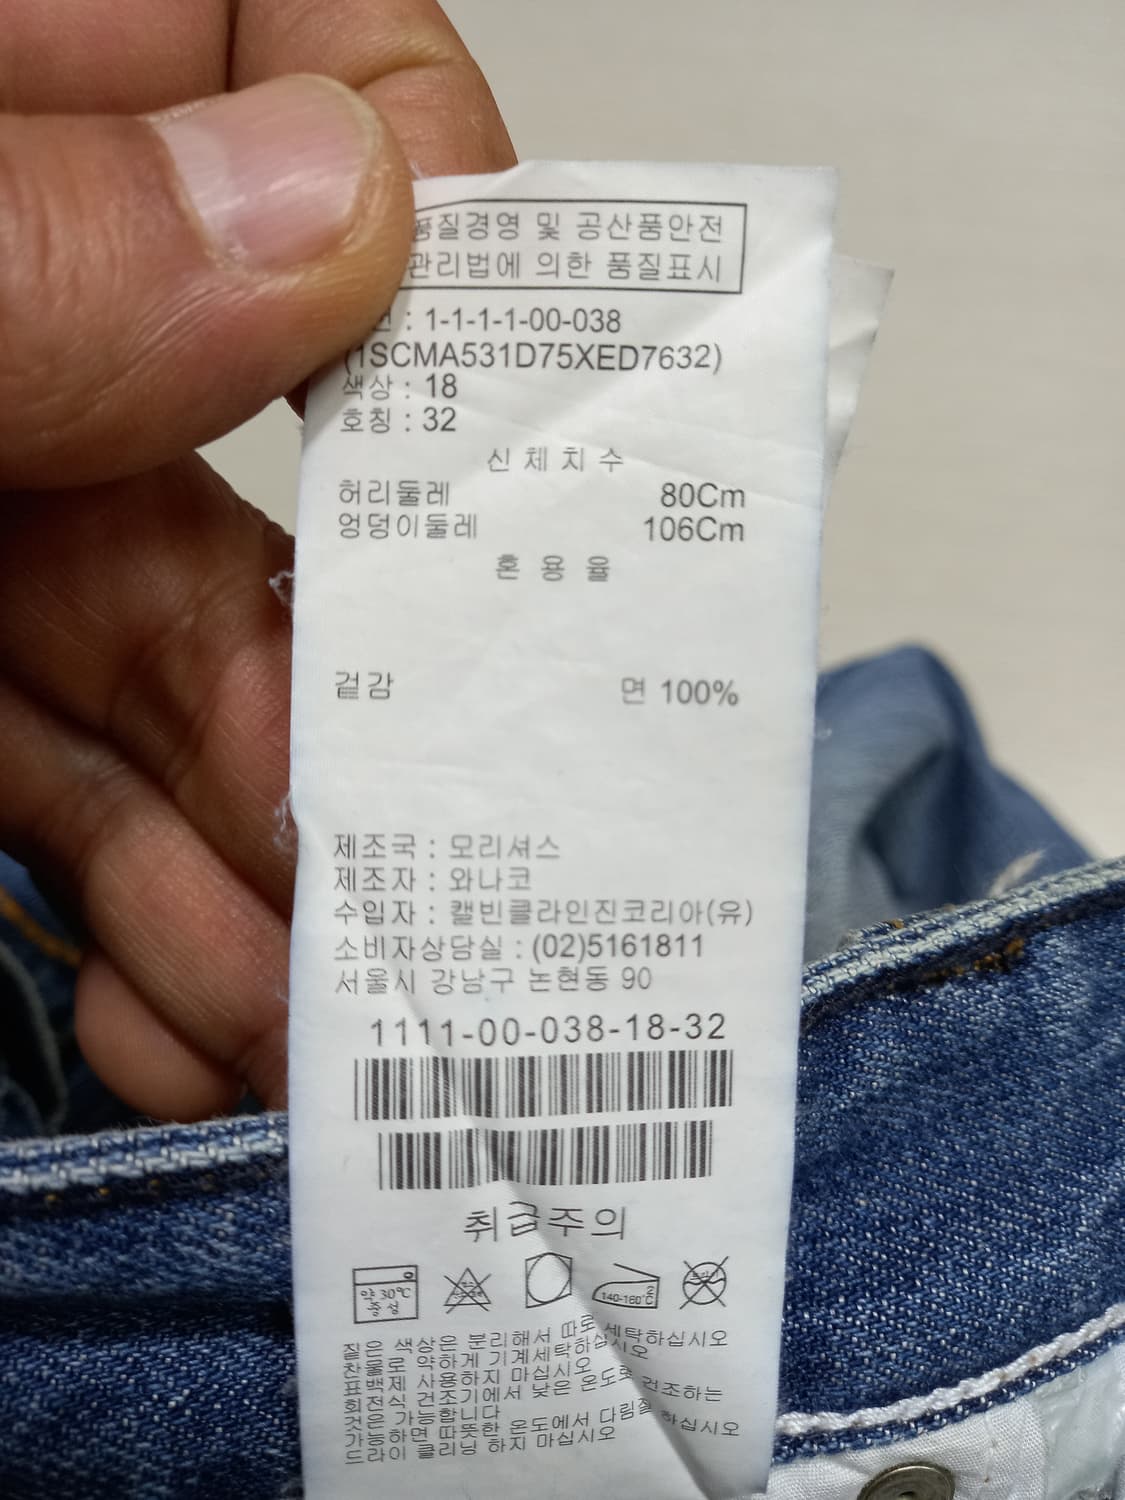 품질경영 및 공산품안전
관리법에 의한 품질표시
: 1-1-1-1-00-038
(1SCMA531D75XED7632)
색상 : 18
호칭 : 32
신체치수
허리둘레 80Cm
엉덩이둘레 106Cm
혼용율
겉감 면 100%
제조국 : 모리셔스
제조자 : 와나코
수입자 : 캘빈클라인진코리아(유)
소비자상담실 : (02)5161811
서울시 강남구 논현동 90
1111-00-038-18-32
취급주의
약 30℃
중성
2
140-160℃
짙은 색상은 분리해서 따로 세탁하십시오
찬물로 약하게 기계세탁하십시오
표백제 사용하지 마십시오
회전식 건조기에서 낮은 온도로 건조하는
것은 가능합니다
가능하면 따뜻한 온도에서 다림질 하십시오
드라이 클리닝 하지 마십시오